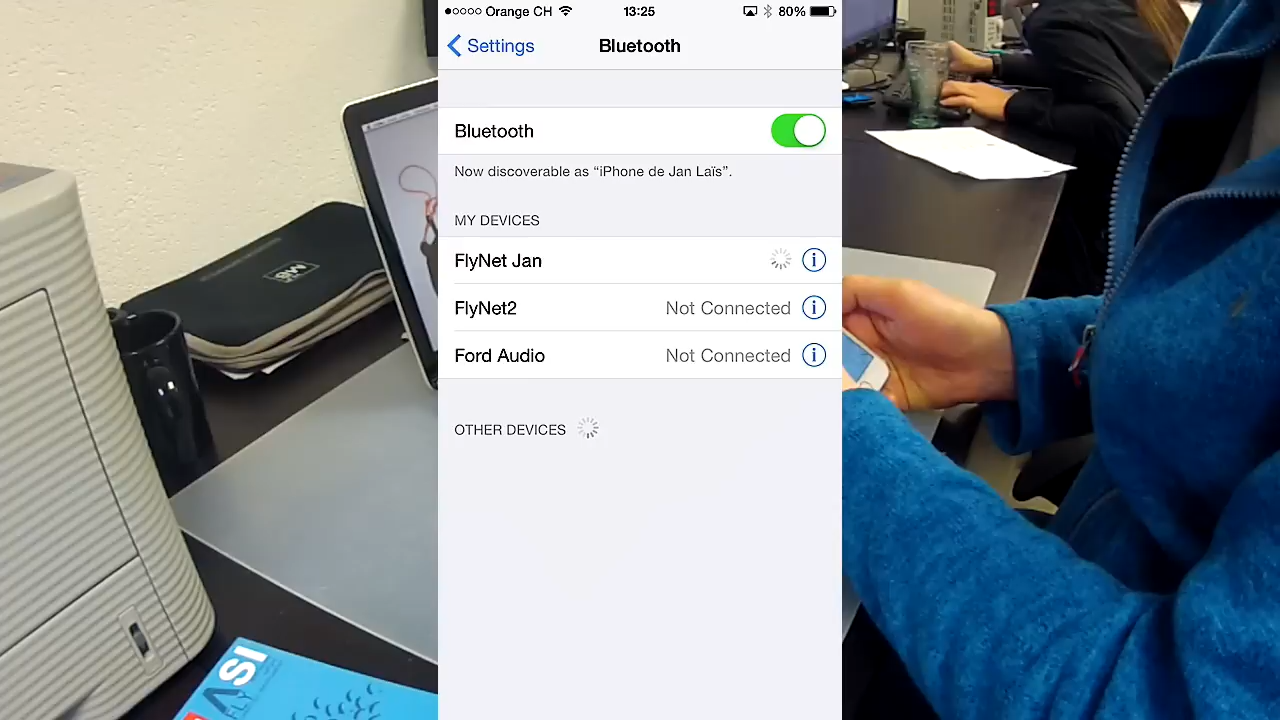 Orange CH 13:25 80%
Settings Bluetooth
Bluetooth
Now discoverable as “iPhone de Jan Laïs”.
MY DEVICES
FlyNet Jan
FlyNet2 Not Connected
Ford Audio Not Connected
OTHER DEVICES
ASI
FLY